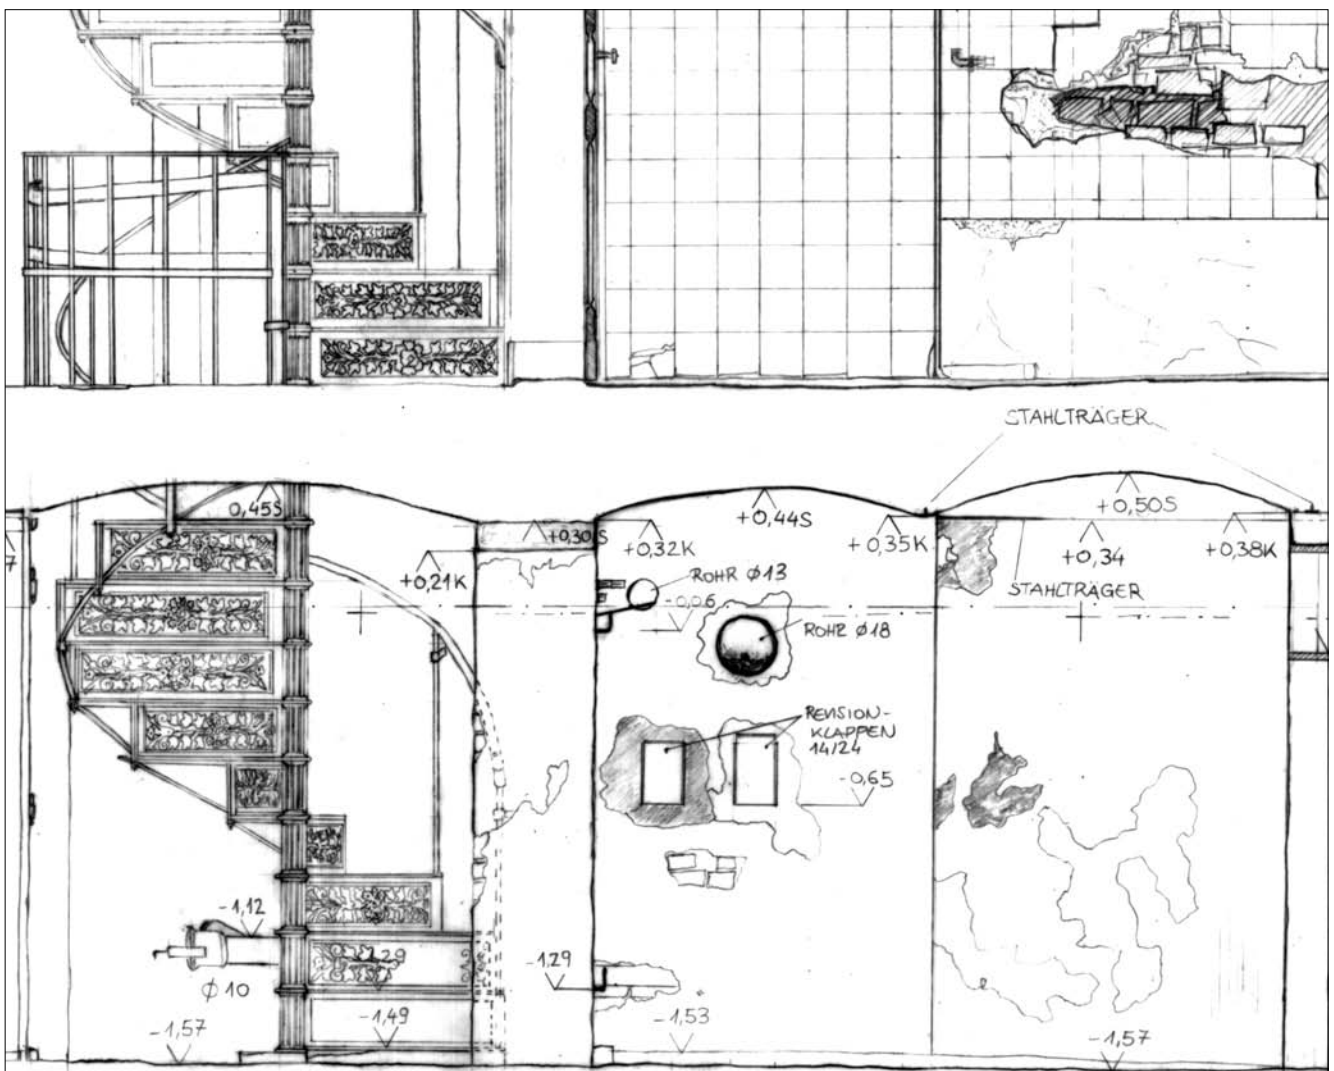 STAHLTRÄGER
0,45S
+0,30 S
+0,32K
+0,44S
+0,35K
+0,50S
+0,34
+0,38K
7
+0,21K
ROHR Ø13
-0,06
STAHLTRÄGER
ROHR Ø18
REVISION-
KLAPPEN
14/24
-0,65
-1,12
29
-1,29
Ø10
-1,57
-1,49
-1,53
-1,57